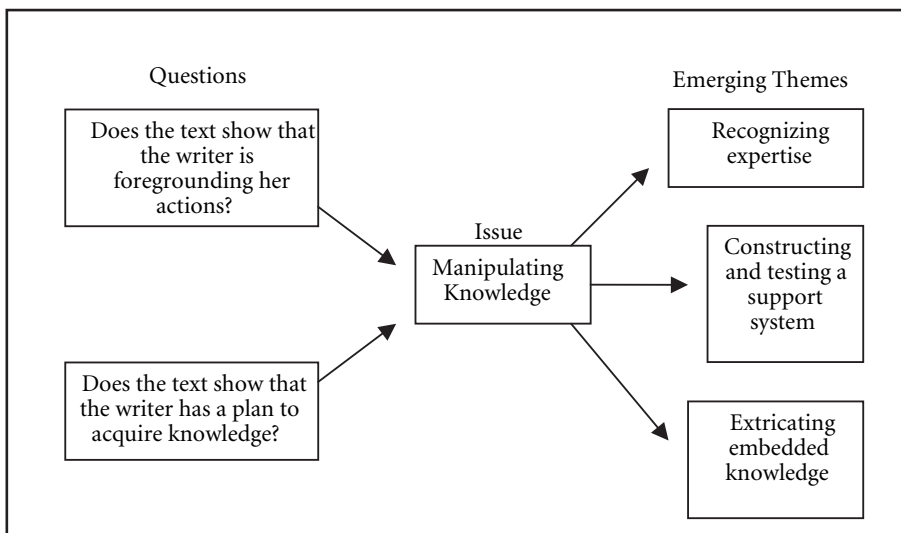 Questions
Does the text show that
the writer is
foregrounding her
actions?
Does the text show that
the writer has a plan to
acquire knowledge?
Issue
Manipulating
Knowledge
Emerging Themes
Recognizing
expertise
Constructing
and testing a
support
system
Extricating
embedded
knowledge